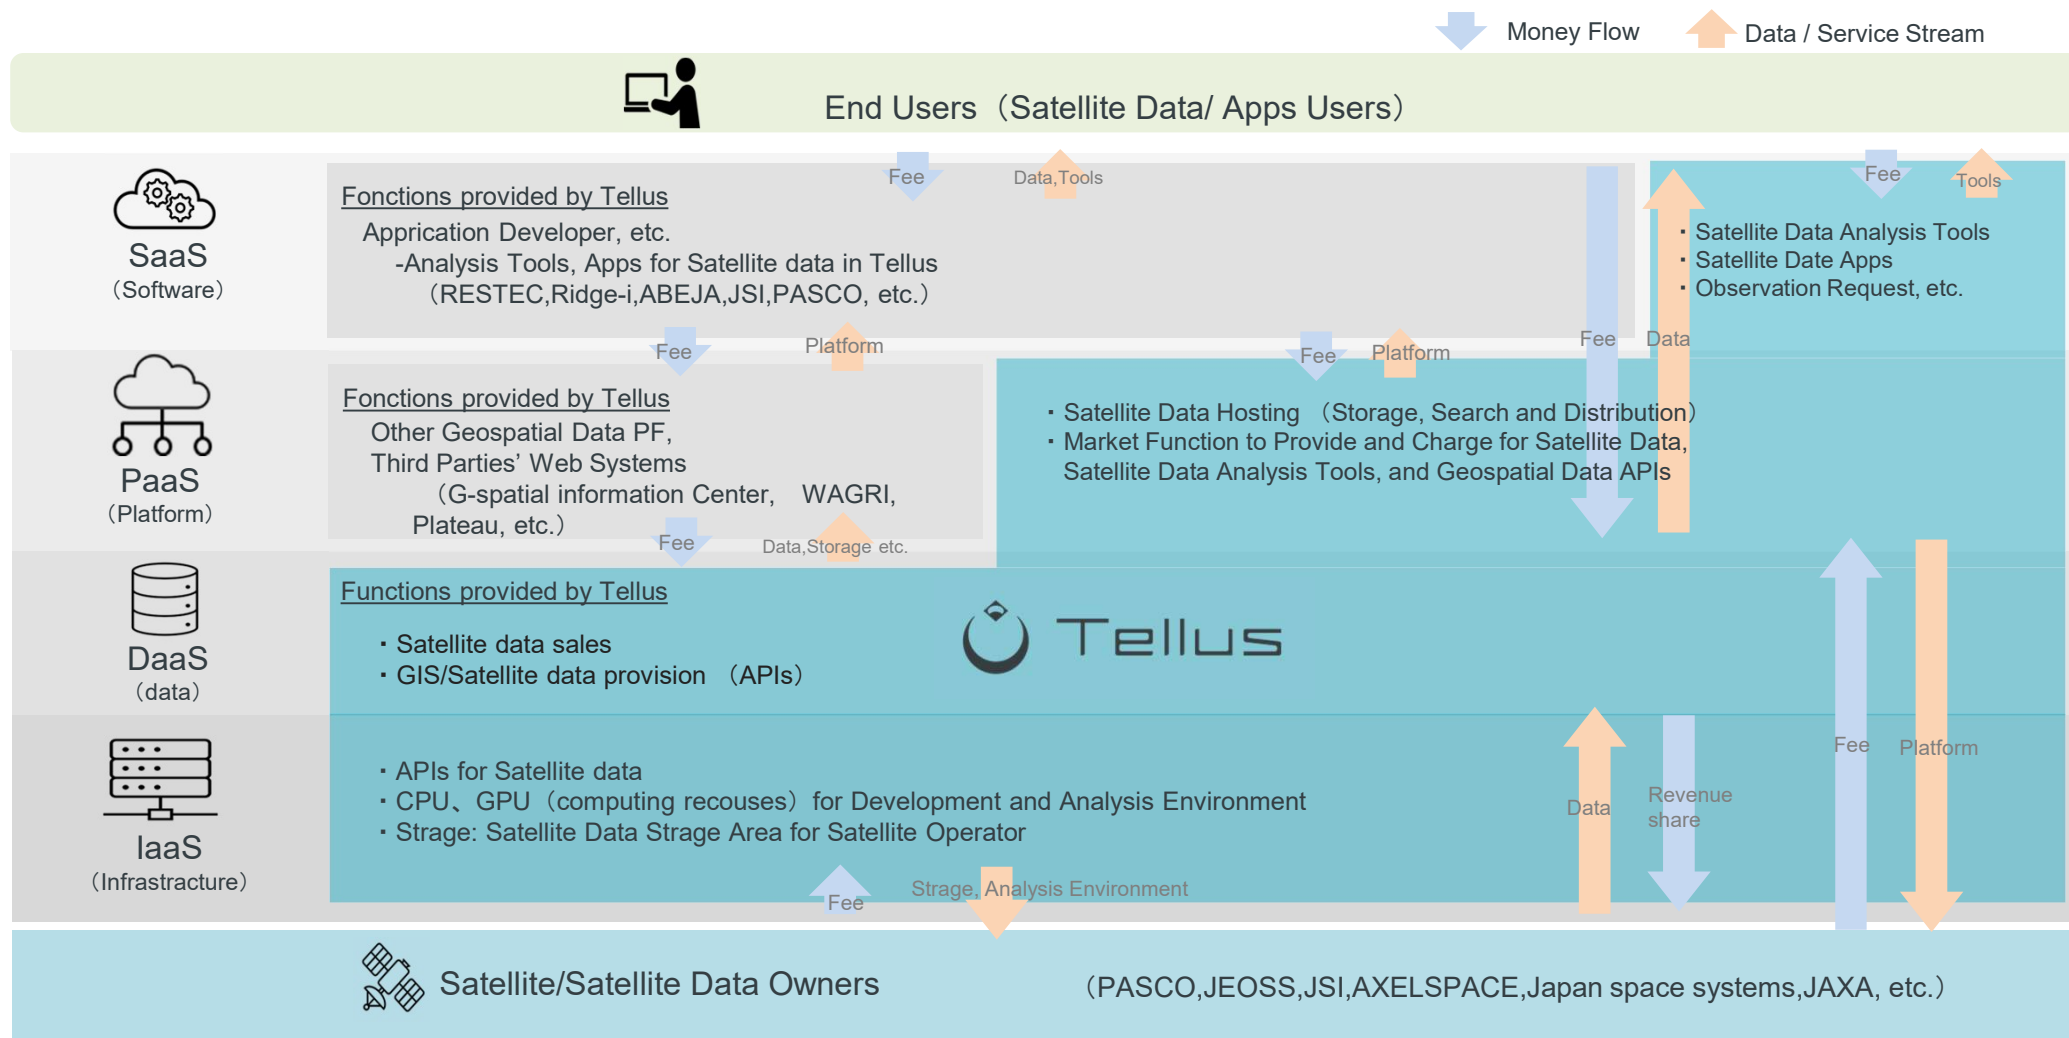 Money Flow
Data / Service Stream
End Users（Satellite Data/ Apps Users）
SaaS
（Software）
Fonctions provided by Tellus
Apprication Developer, etc.
-Analysis Tools, Apps for Satellite data in Tellus
（RESTEC,Ridge-i,ABEJA,JSI,PASCO, etc.）
Fee
Data,Tools
Fee
Tools
・Satellite Data Analysis Tools
・Satellite Date Apps
・Observation Request, etc.
Fee
Platform
Fee
Platform
Fee
Data
PaaS
（Platform）
Fonctions provided by Tellus
Other Geospatial Data PF,
Third Parties’ Web Systems
（G-spatial information Center,　WAGRI,
Plateau, etc.）
・Satellite Data Hosting （Storage, Search and Distribution）
・Market Function to Provide and Charge for Satellite Data,
Satellite Data Analysis Tools, and Geospatial Data APIs
Fee
Data,Storage etc.
DaaS
（data）
Functions provided by Tellus
・Satellite data sales
・GIS/Satellite data provision （APIs）
Tellus
IaaS
（Infrastracture）
・APIs for Satellite data
・CPU、GPU（computing recouses）for Development and Analysis Environment
・Strage: Satellite Data Strage Area for Satellite Operator
Data
Revenue
share
Fee
Platform
Fee
Strage, Analysis Environment
Satellite/Satellite Data Owners
（PASCO,JEOSS,JSI,AXELSPACE,Japan space systems,JAXA, etc.）